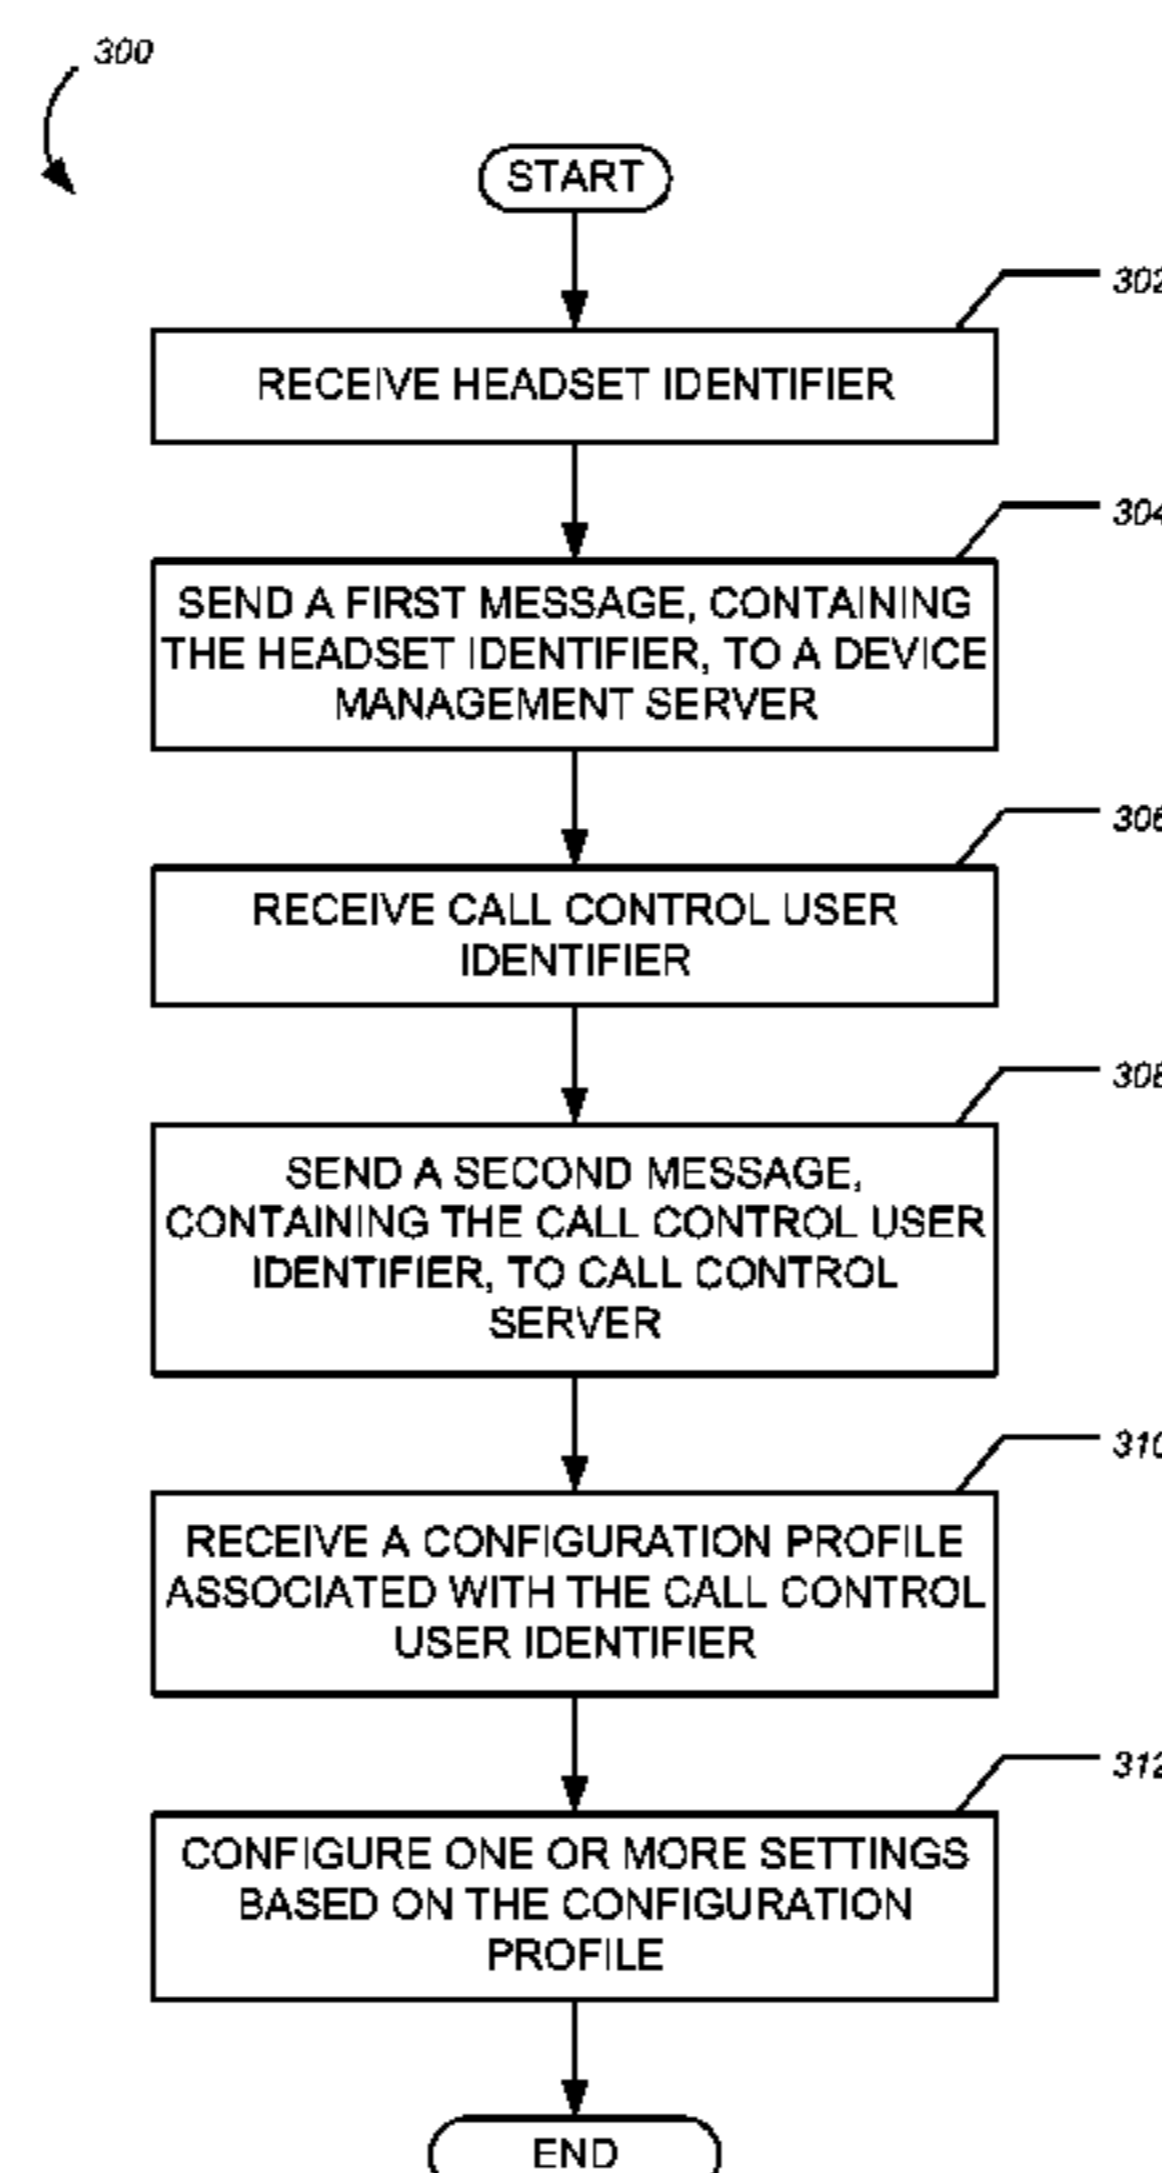 300
START
302
RECEIVE HEADSET IDENTIFIER
304
SEND A FIRST MESSAGE, CONTAINING
THE HEADSET IDENTIFIER, TO A DEVICE
MANAGEMENT SERVER
306
RECEIVE CALL CONTROL USER
IDENTIFIER
308
SEND A SECOND MESSAGE,
CONTAINING THE CALL CONTROL USER
IDENTIFIER, TO CALL CONTROL
SERVER
310
RECEIVE A CONFIGURATION PROFILE
ASSOCIATED WITH THE CALL CONTROL
USER IDENTIFIER
312
CONFIGURE ONE OR MORE SETTINGS
BASED ON THE CONFIGURATION
PROFILE
END